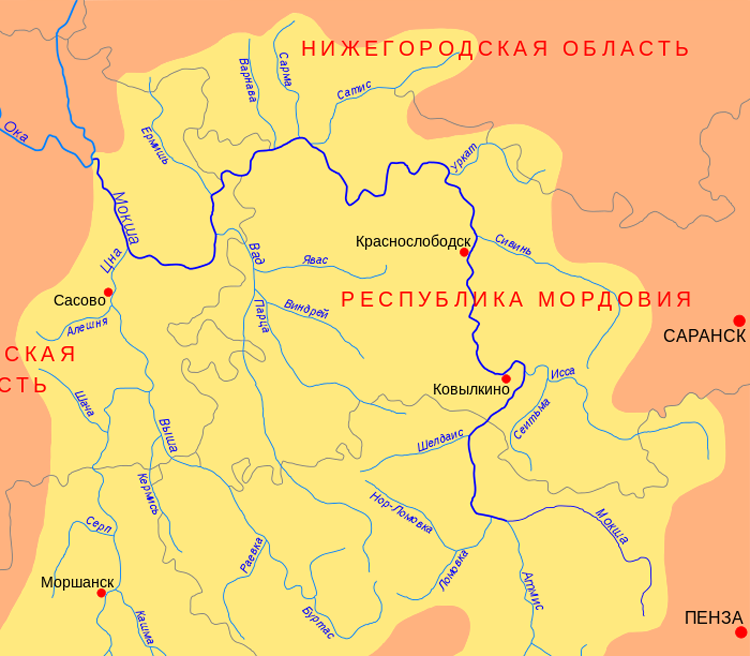 НИЖЕГОРОДСКАЯ ОБЛАСТЬ
Варнава
Сарма
Сатис
Ока
Ермишь
Уркат
Мокша
Цна
Вад
Явас
Краснослободск
Сивинь
Сасово
Виндрей
Парца
РЕСПУБЛИКА МОРДОВИЯ
Алешня
САРАНСК
СКАЯ
СТЬ
Ковылкино
Исса
Шача
Выша
Шелдаис
Сеитьма
Кермись
Нор-Ломовка
Мокша
Серп
Раевка
Ломовка
Моршанск
Атмис
Буртас
Кашма
ПЕНЗА